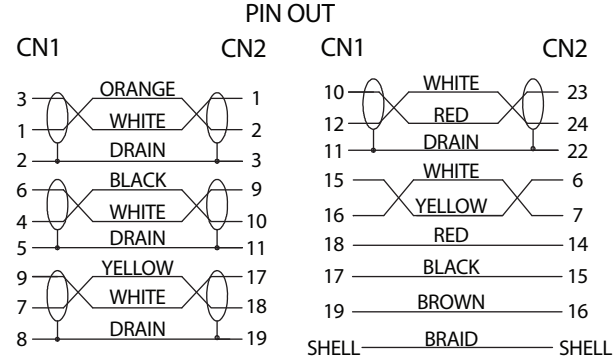 PIN OUT
CN1 CN2
3 ORANGE 1
1 WHITE 2
2 DRAIN 3
6 BLACK 9
4 WHITE 10
5 DRAIN 11
9 YELLOW 17
7 WHITE 18
8 DRAIN 19
CN1 CN2
10 WHITE 23
12 RED 24
11 DRAIN 22
15 WHITE 6
16 YELLOW 7
18 RED 14
17 BLACK 15
19 BROWN 16
SHELL BRAID SHELL